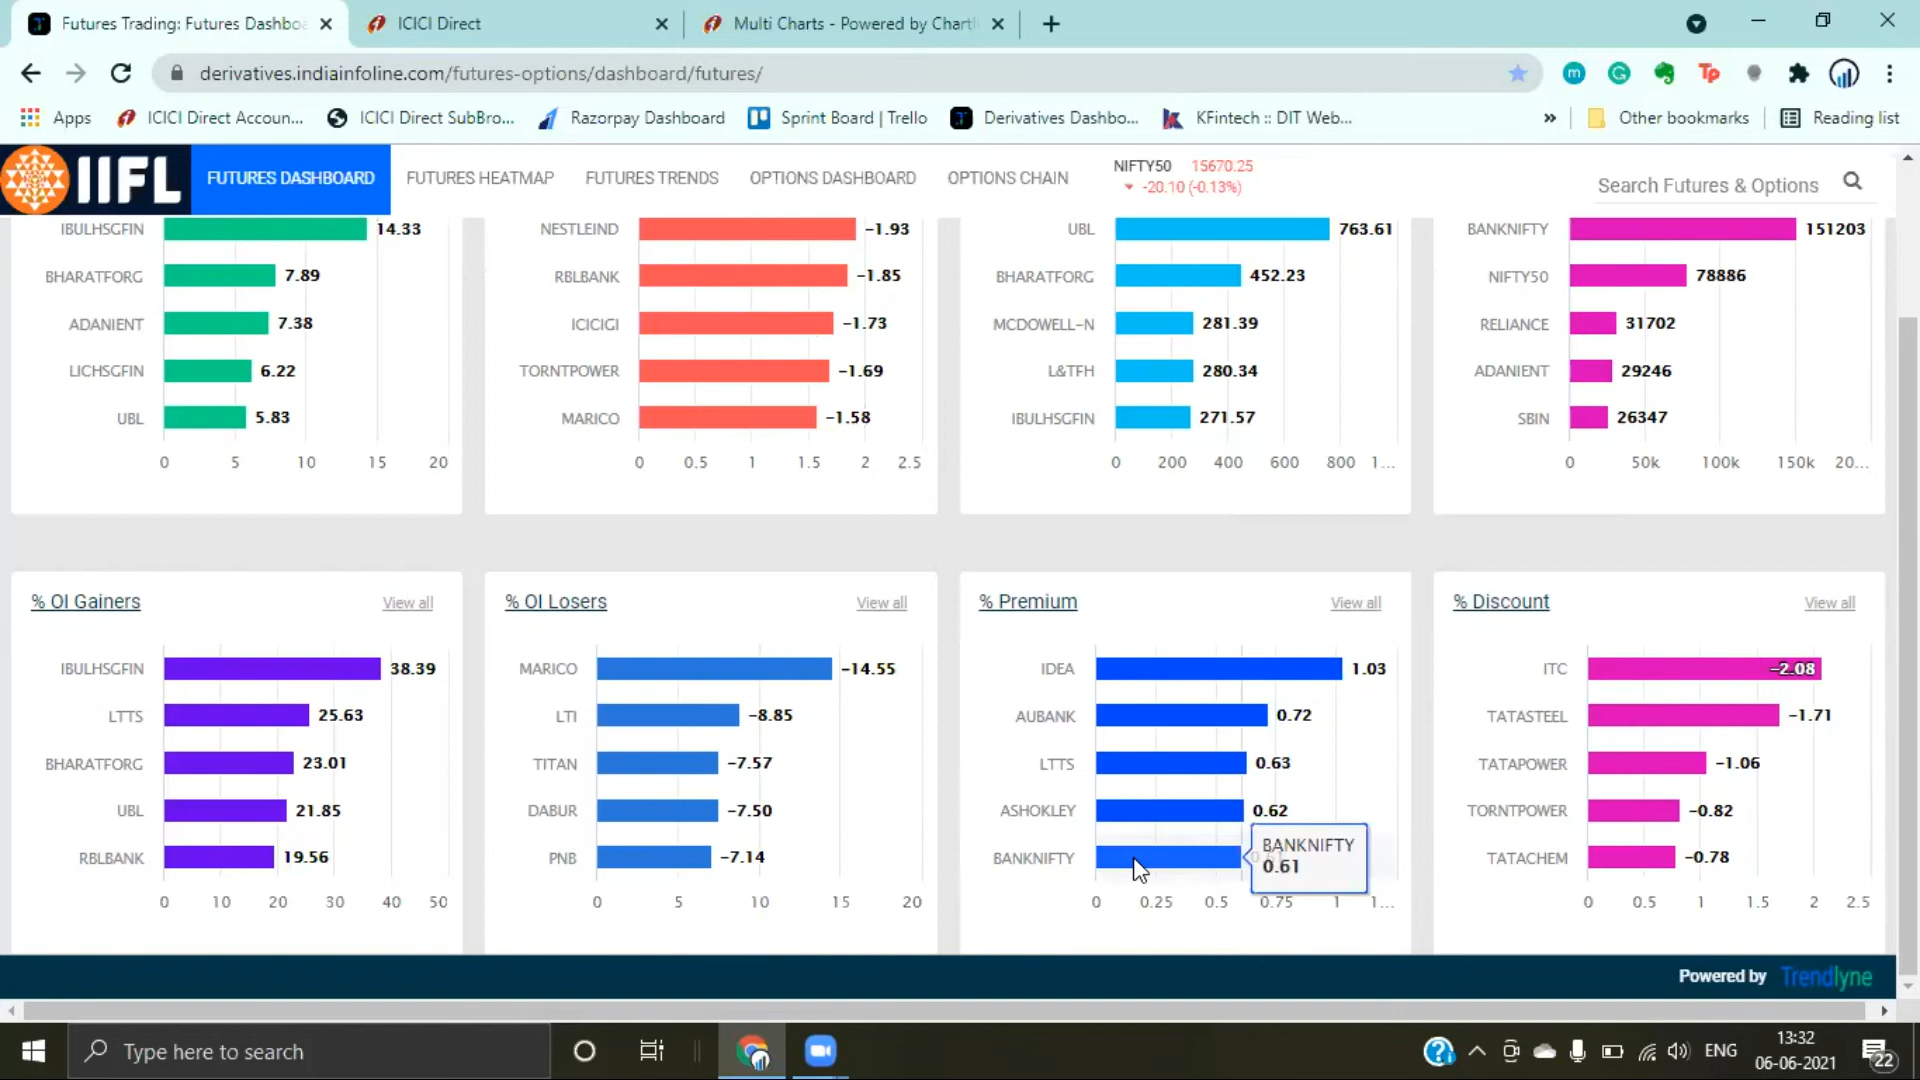 Futures Trading: Futures Dashboa
ICICI Direct
Multi Charts - Powered by Charti
derivatives.indiainfoline.com/futures-options/dashboard/futures/
Apps
ICICI Direct Accoun...
ICICI Direct SubBro...
Razorpay Dashboard
Sprint Board | Trello
Derivatives Dashbo...
KFintech :: DIT Web...
»
Other bookmarks
Reading list
IIFL
FUTURES DASHBOARD
FUTURES HEATMAP
FUTURES TRENDS
OPTIONS DASHBOARD
OPTIONS CHAIN
NIFTY50 15670.25
-20.10 (-0.13%)
Search Futures & Options
IBULHSGFIN 14.33
BHARATFORG 7.89
ADANIENT 7.38
LICHSGFIN 6.22
UBL 5.83
0 5 10 15 20
NESTLEIND -1.93
RBLBANK -1.85
ICICIGI -1.73
TORNTPOWER -1.69
MARICO -1.58
0 0.5 1 1.5 2 2.5
UBL 763.61
BHARATFORG 452.23
MCDOWELL-N 281.39
L&TFH 280.34
IBULHSGFIN 271.57
0 200 400 600 800 1...
BANKNIFTY 151203
NIFTY50 78886
RELIANCE 31702
ADANIENT 29246
SBIN 26347
0 50k 100k 150k 20...
% OI Gainers View all
IBULHSGFIN 38.39
LTTS 25.63
BHARATFORG 23.01
UBL 21.85
RBLBANK 19.56
0 10 20 30 40 50
% OI Losers View all
MARICO -14.55
LTI -8.85
TITAN -7.57
DABUR -7.50
PNB -7.14
0 5 10 15 20
% Premium View all
IDEA 1.03
AUBANK 0.72
LTTS 0.63
ASHOKLEY 0.62
BANKNIFTY
BANKNIFTY
0.61
0 0.25 0.5 0.75 1 1...
% Discount View all
ITC -2.08
TATASTEEL -1.71
TATAPOWER -1.06
TORNTPOWER -0.82
TATACHEM -0.78
0 0.5 1 1.5 2 2.5
Powered by Trendlyne
Type here to search
ENG
13:32
06-06-2021
22